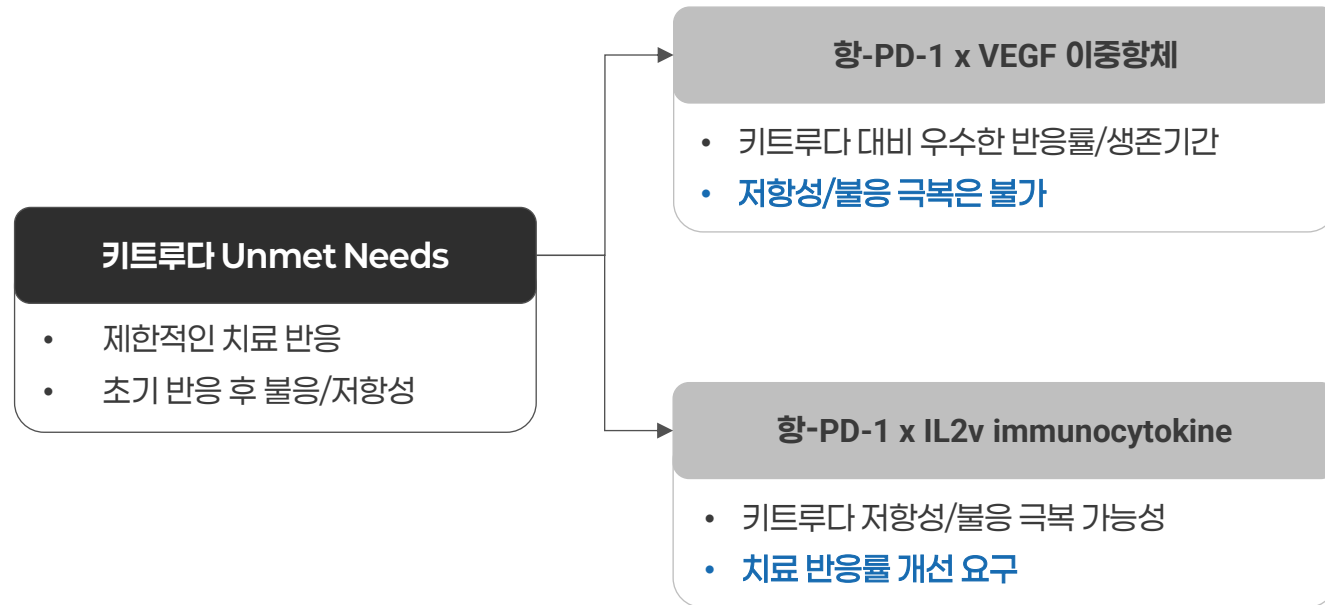 항-PD-1 x VEGF 이중항체
• 키트루다 대비 우수한 반응률/생존기간
• 저항성/불응 극복은 불가
키트루다 Unmet Needs
• 제한적인 치료 반응
• 초기 반응 후 불응/저항성
항-PD-1 x IL2v immunocytokine
• 키트루다 저항성/불응 극복 가능성
• 치료 반응률 개선 요구